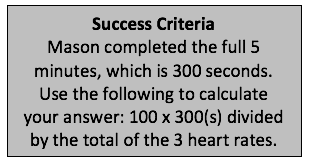 Success Criteria
Mason completed the full 5
minutes, which is 300 seconds.
Use the following to calculate
your answer: 100 x 300(s) divided
by the total of the 3 heart rates.